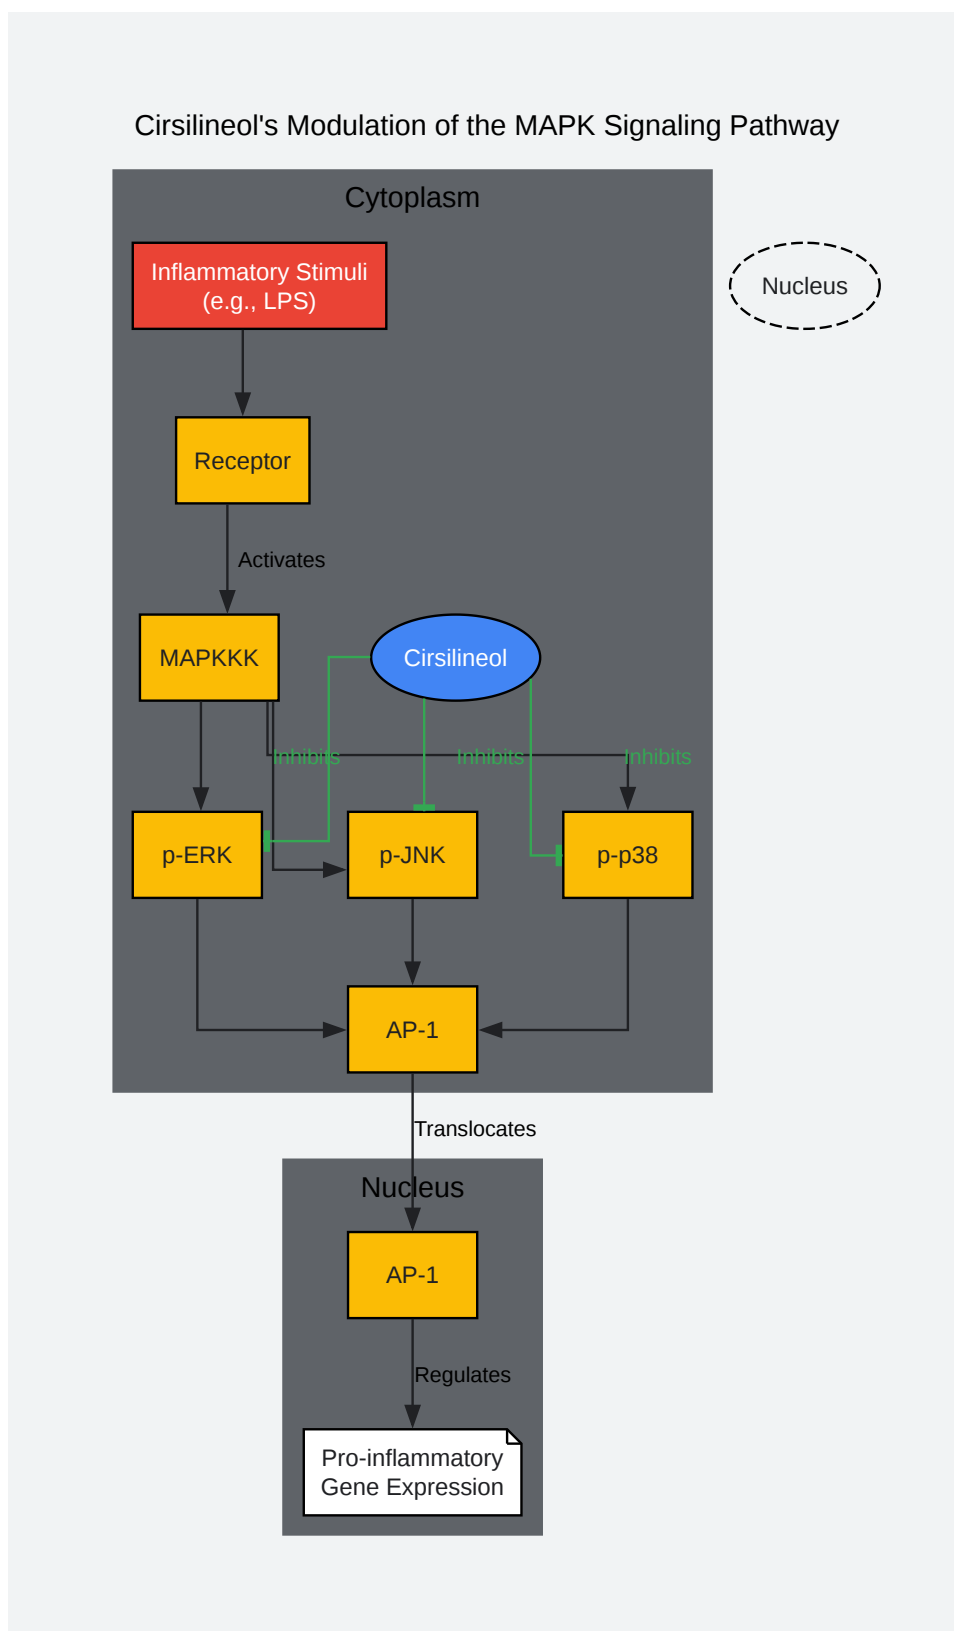 Cirsilineol's Modulation of the MAPK Signaling Pathway
Cytoplasm
Inflammatory Stimuli
(e.g., LPS)
Nucleus
Receptor
Activates
MAPKKK
Cirsilineol
Inhibits
Inhibits
Inhibits
p-ERK
p-JNK
p-p38
AP-1
Translocates
Nucleus
AP-1
Regulates
Pro-inflammatory
Gene Expression